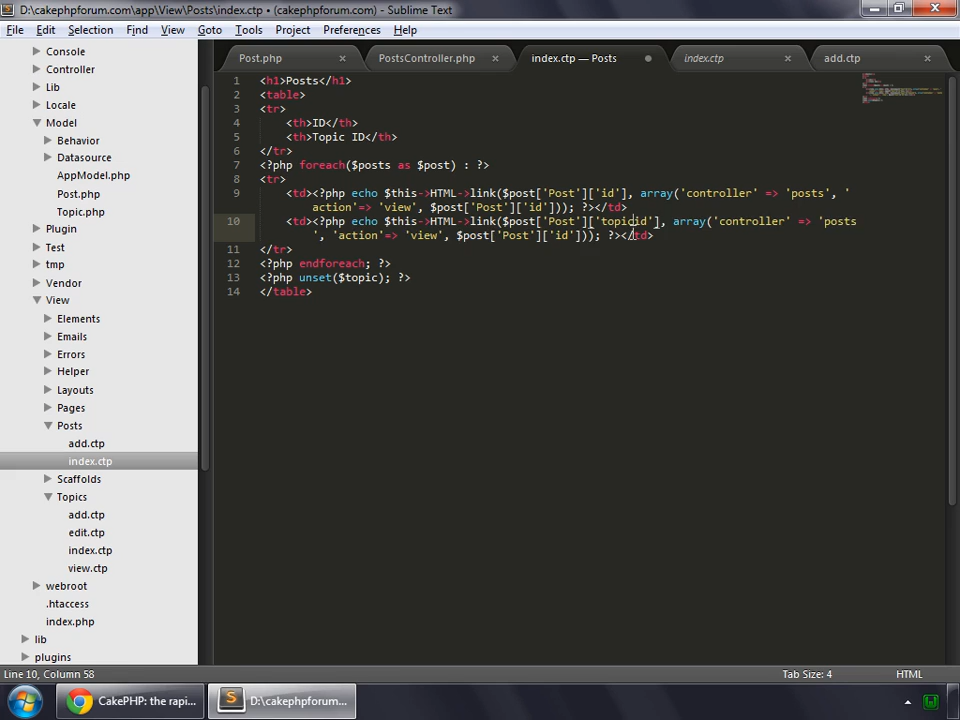 D:\cakephpforum.com\app\View\Posts\index.ctp • (cakephpforum.com) - Sublime Text
File Edit Selection Find View Goto Tools Project Preferences Help
Console
Controller
Lib
Locale
Model
Behavior
Datasource
AppModel.php
Post.php
Topic.php
Plugin
Test
tmp
Vendor
View
Elements
Emails
Errors
Helper
Layouts
Pages
Posts
add.ctp
index.ctp
Scaffolds
Topics
add.ctp
edit.ctp
index.ctp
view.ctp
webroot
.htaccess
index.php
lib
plugins
Post.php PostsController.php index.ctp — Posts index.ctp add.ctp
1 <h1>Posts</h1>
2 <table>
3 <tr>
4 <th>ID</th>
5 <th>Topic ID</th>
6 </tr>
7 <?php foreach($posts as $post) : ?>
8 <tr>
9 <td><?php echo $this->HTML->link($post['Post']['id'], array('controller' => 'posts', '
action'=> 'view', $post['Post']['id'])); ?></td>
10 <td><?php echo $this->HTML->link($post['Post']['topicid'], array('controller' => 'posts
', 'action'=> 'view', $post['Post']['id'])); ?></td>
11 </tr>
12 <?php endforeach; ?>
13 <?php unset($topic); ?>
14 </table>
Line 10, Column 58 Tab Size: 4 HTML
CakePHP: the rapi... D:\cakephpforum...